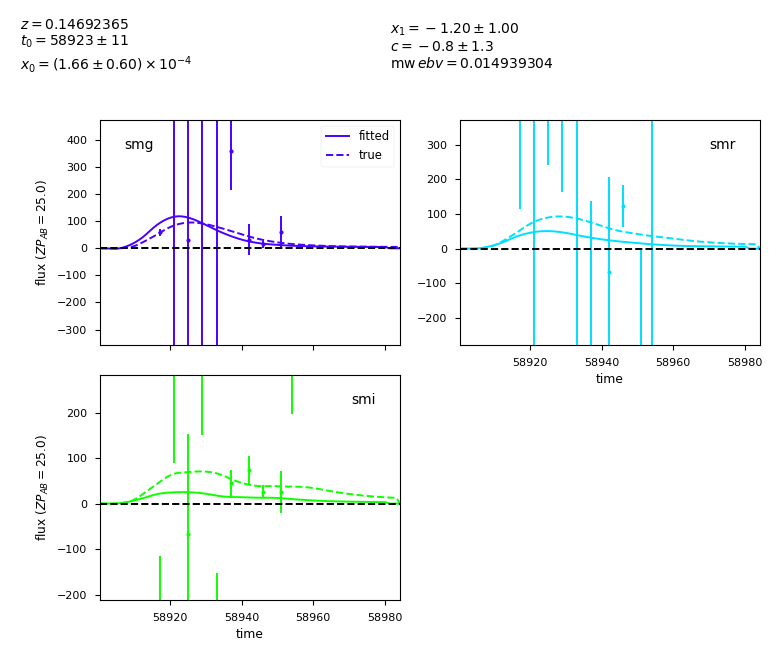 z = 0.14692365
t₀ = 58923 ± 11
x₀ = (1.66 ± 0.60) × 10⁻⁴
x₁ = −1.20 ± 1.00
c = −0.8 ± 1.3
mw ebv = 0.014939304
smg
fitted
true
400
300
200
100
0
−100
−200
−300
flux (ZP_AB = 25.0)
smr
300
200
100
0
−100
−200
58920
58940
58960
58980
time
smi
200
100
0
−100
−200
flux (ZP_AB = 25.0)
58920
58940
58960
58980
time